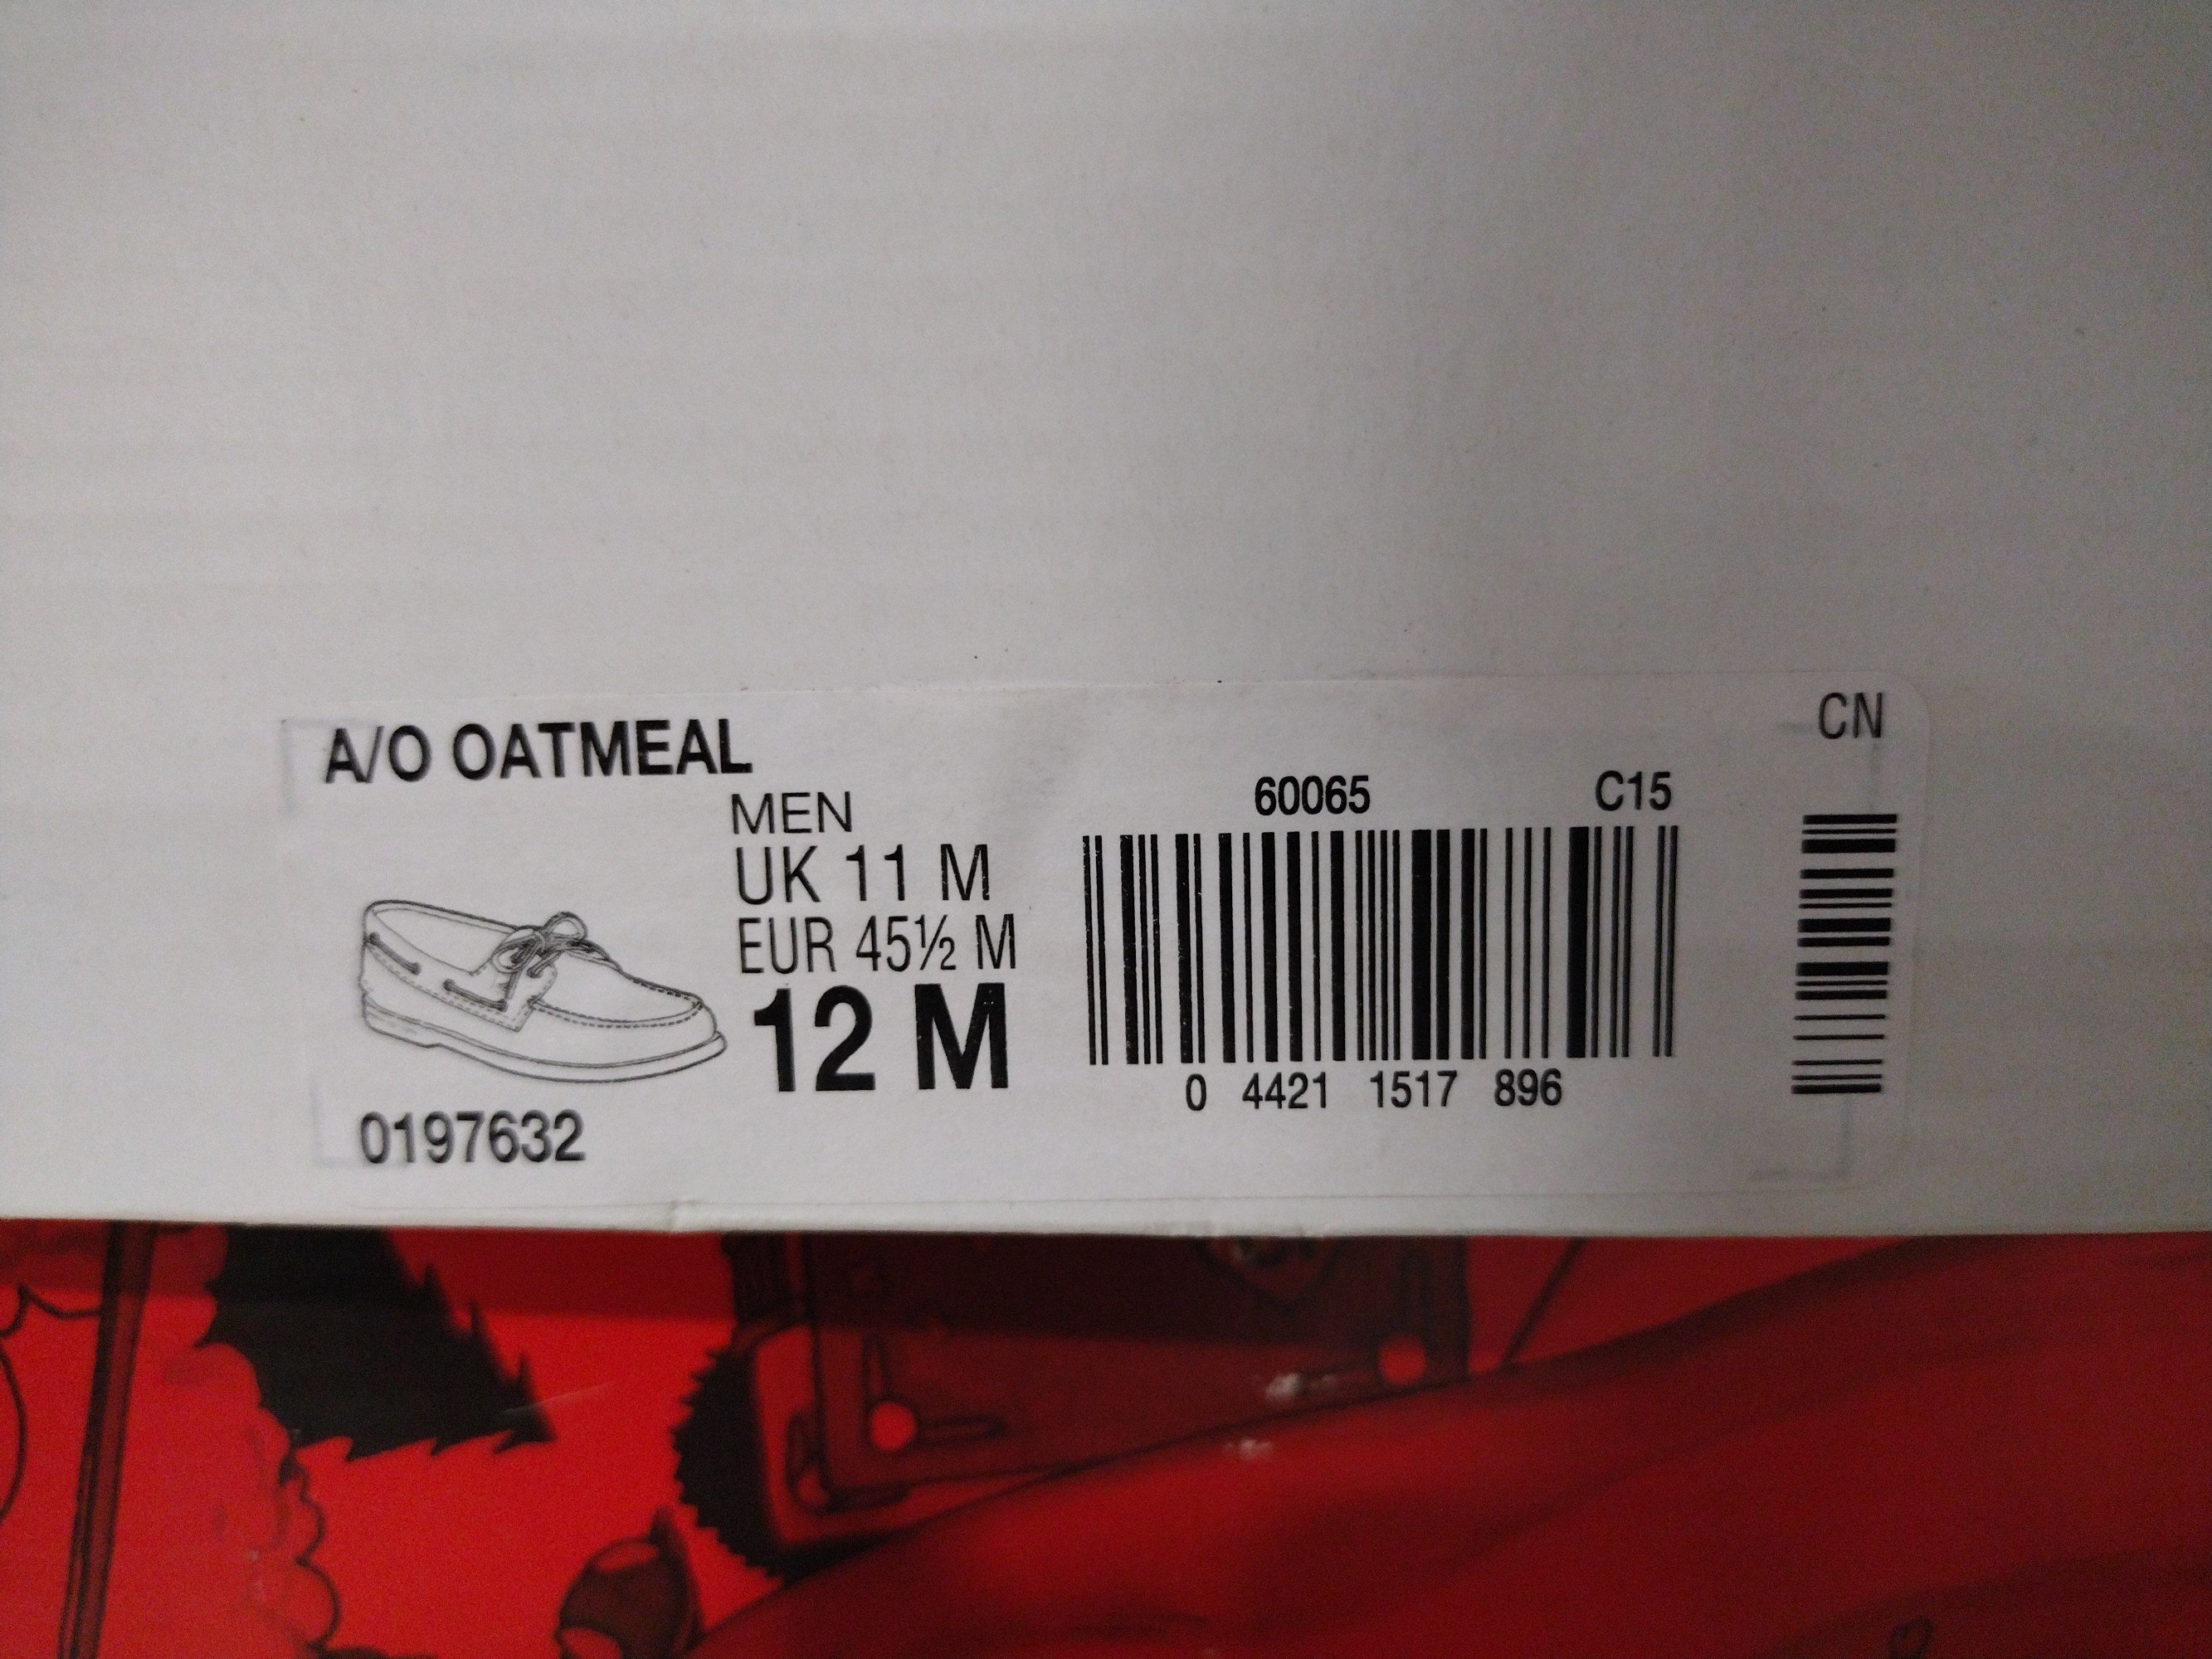 A/O OATMEAL
CN
MEN
60065 C15
UK 11 M
EUR 45½ M
12 M
0 4421 1517 896
0197632